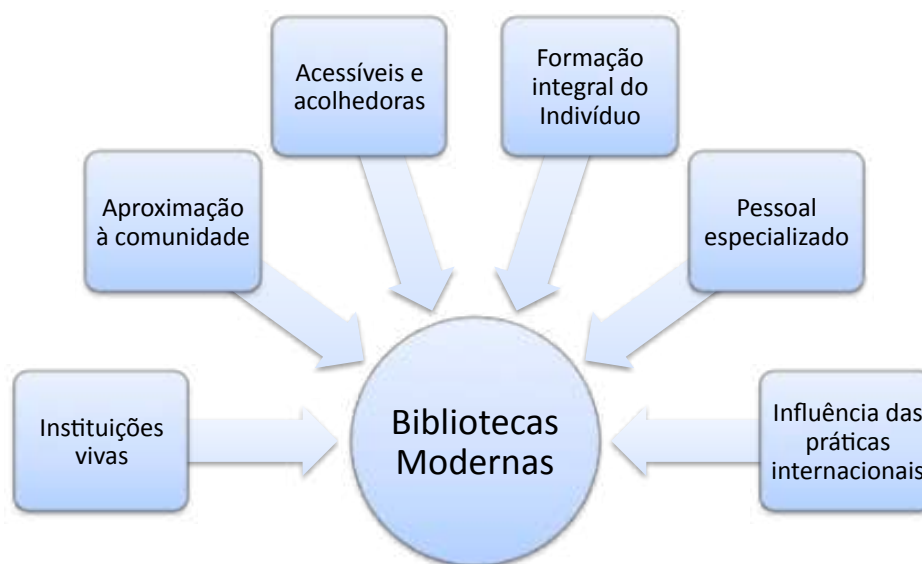 Instituições
vivas
Aproximação
à comunidade
Acessíveis e
acolhedoras
Formação
integral do
Indivíduo
Pessoal
especializado
Influência das
práticas
internacionais
Bibliotecas
Modernas